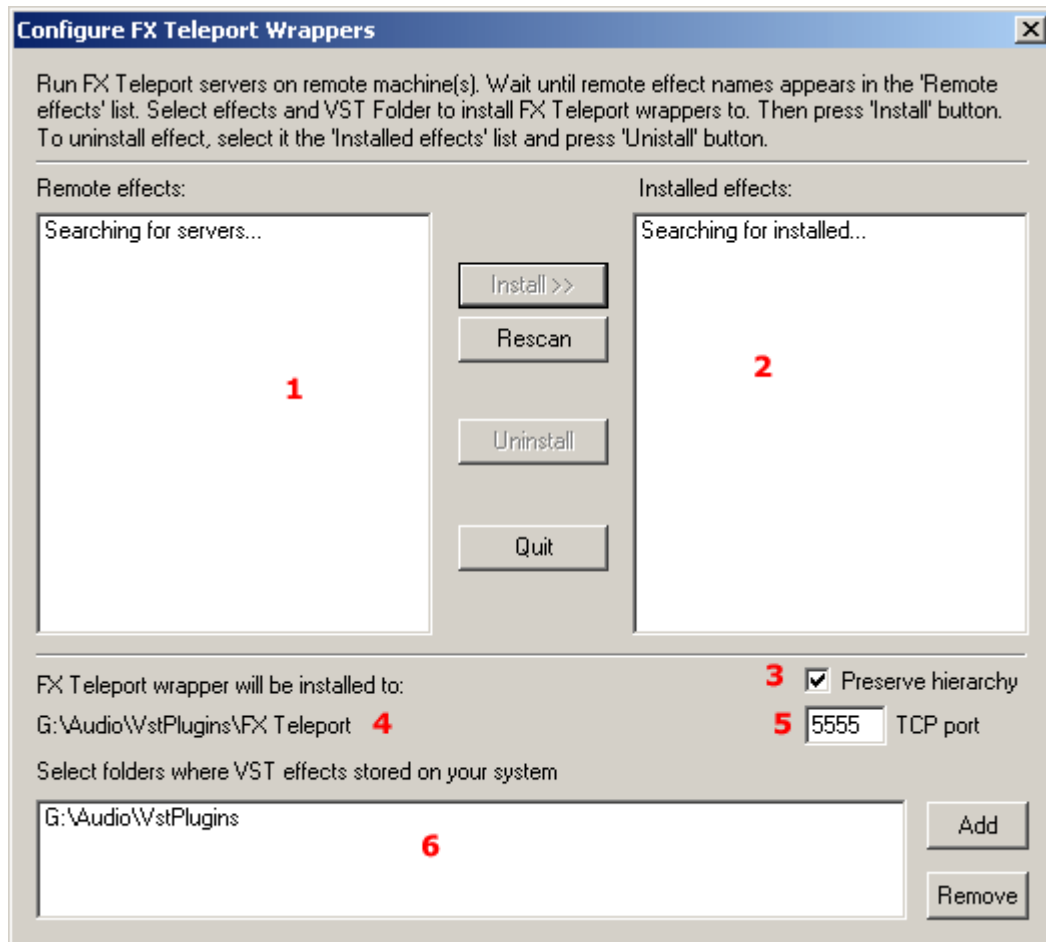 Configure FX Teleport Wrappers
Run FX Teleport servers on remote machine(s). Wait until remote effect names appears in the 'Remote
effects' list. Select effects and VST Folder to install FX Teleport wrappers to. Then press 'Install' button.
To uninstall effect, select it the 'Installed effects' list and press 'Unistall' button.
Remote effects:
Installed effects:
Searching for servers...
Searching for installed...
Install >>
Rescan
1
2
Uninstall
Quit
FX Teleport wrapper will be installed to:
3 Preserve hierarchy
G:\Audio\VstPlugins\FX Teleport 4
5 5555 TCP port
Select folders where VST effects stored on your system
G:\Audio\VstPlugins
6
Add
Remove